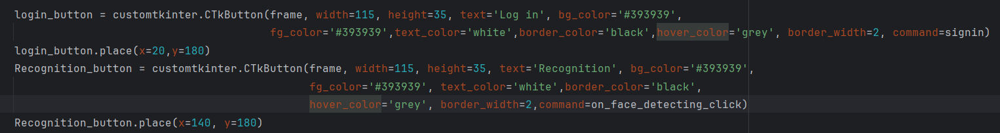 login_button = customtkinter.CTkButton(frame, width=115, height=35, text='Log in', bg_color='#393939',
fg_color='#393939',text_color='white',border_color='black',hover_color='grey', border_width=2, command=signin)
login_button.place(x=20,y=180)
Recognition_button = customtkinter.CTkButton(frame, width=115, height=35, text='Recognition', bg_color='#393939',
fg_color='#393939', text_color='white',border_color='black',
hover_color='grey', border_width=2,command=on_face_detecting_click)
Recognition_button.place(x=140, y=180)